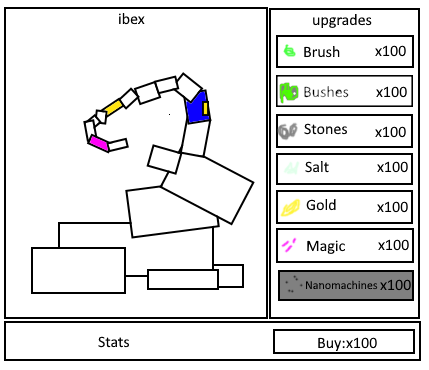 ibex
upgrades
Brush x100
Bushes x100
Stones x100
Salt x100
Gold x100
Magic x100
Nanomachines x100
Stats
Buy:x100